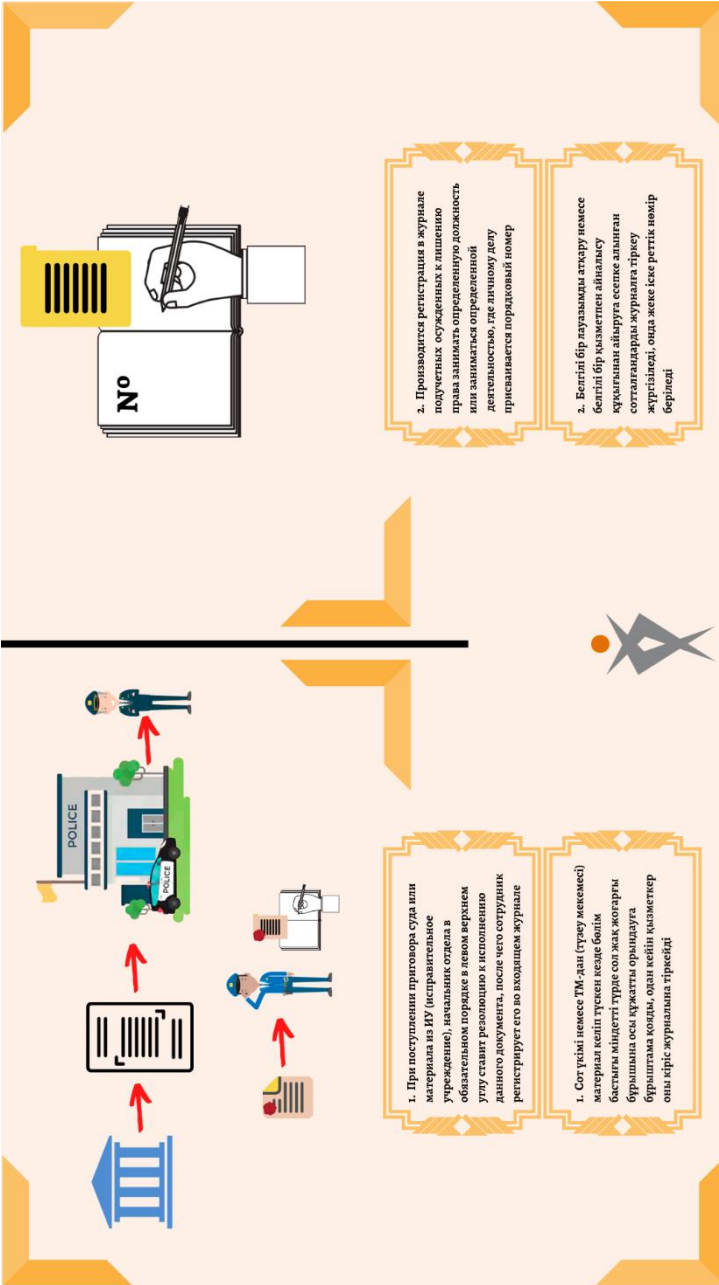 POLICE
POLICE
1. При поступлении приговора суда или
материала из ИУ (исправительное
учреждение), начальник отдела в
обязательном порядке в левом верхнем
углу ставит резолюцию к исполнению
данного документа, после чего сотрудник
регистрирует его во входящем журнале
1. Сот үкімі немесе ТМ-дан (түзеу мекемесі)
материал келіп түскен кезде бөлім
бастығы міндетті түрде сол жақ жоғарғы
бұрышына осы құжатты орындауға
бұрыштама қояды, одан кейін қызметкер
оны кіріс журналына тіркейді
Nº
2. Производится регистрация в журнале
подучетных осужденных к лишению
права занимать определенную должность
или заниматься определенной
деятельностью, где личному делу
присваивается порядковый номер
2. Белгілі бір лауазымды атқару немесе
белгілі бір қызметпен айналысу
құқығынан айыруға есепке алынған
сотталғандарды журналға тіркеу
жүргізіледі, онда жеке іске реттік нөмір
беріледі